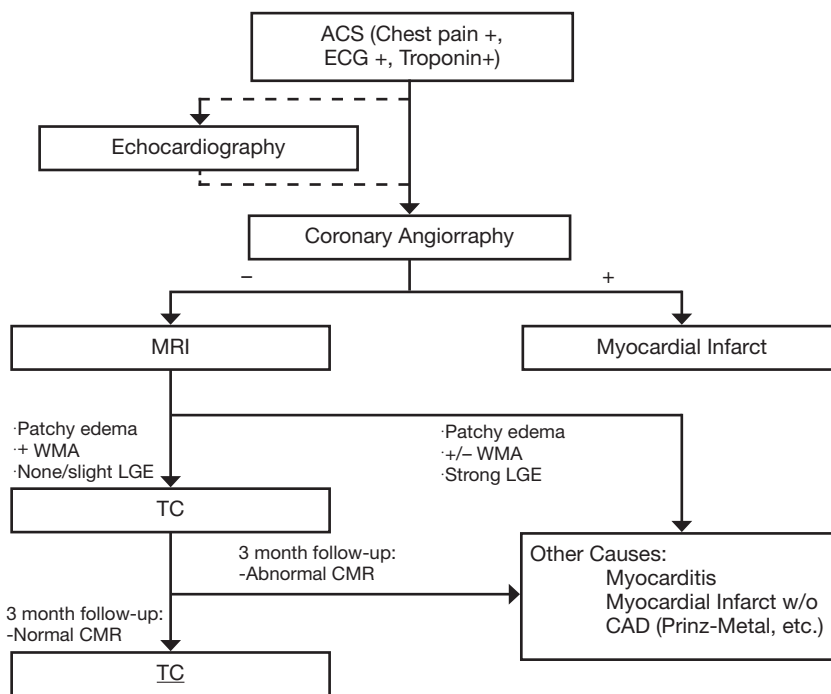 ACS (Chest pain +,
ECG +, Troponin+)
Echocardiography
Coronary Angiorraphy
–
+
MRI
Myocardial Infarct
·Patchy edema
·+ WMA
·None/slight LGE
·Patchy edema
·+/– WMA
·Strong LGE
TC
3 month follow-up:
-Abnormal CMR
Other Causes:
Myocarditis
Myocardial Infarct w/o
CAD (Prinz-Metal, etc.)
3 month follow-up:
-Normal CMR
TC